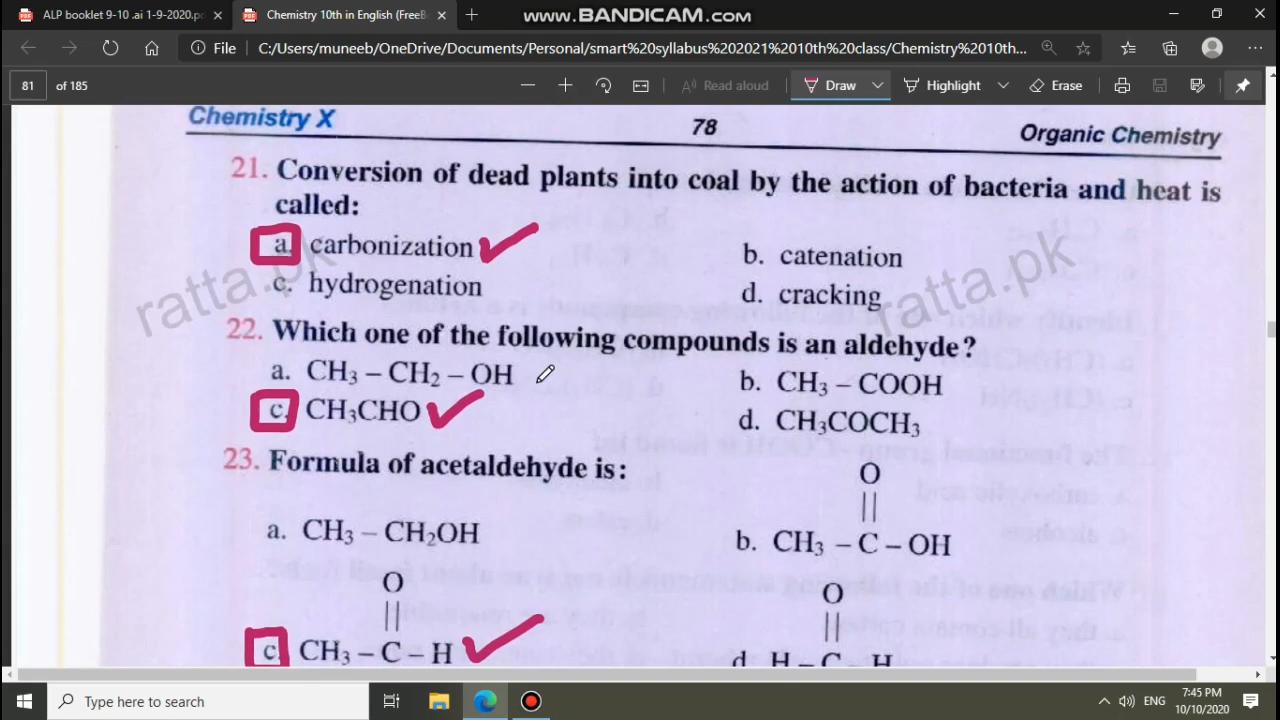 ALP booklet 9-10 .ai 1-9-2020.p
Chemistry 10th in English (FreeB
www.BANDICAM.com
File C:/Users/muneeb/OneDrive/Documents/Personal/smart%20syllabus%202021%2010th%20class/Chemistry%2010th...
81 of 185 Read aloud Draw Highlight Erase
Chemistry X 78 Organic Chemistry
21. Conversion of dead plants into coal by the action of bacteria and heat is
called:
a. carbonization b. catenation
c. hydrogenation d. cracking
ratta.pk ratta.pk
22. Which one of the following compounds is an aldehyde?
a. CH₃ – CH₂ – OH b. CH₃ – COOH
c. CH₃CHO d. CH₃COCH₃
23. Formula of acetaldehyde is:
O
||
a. CH₃ – CH₂OH b. CH₃ – C – OH
O O
|| ||
c. CH₃ – C – H d. H – C – H
Type here to search ENG 7:45 PM
10/10/2020